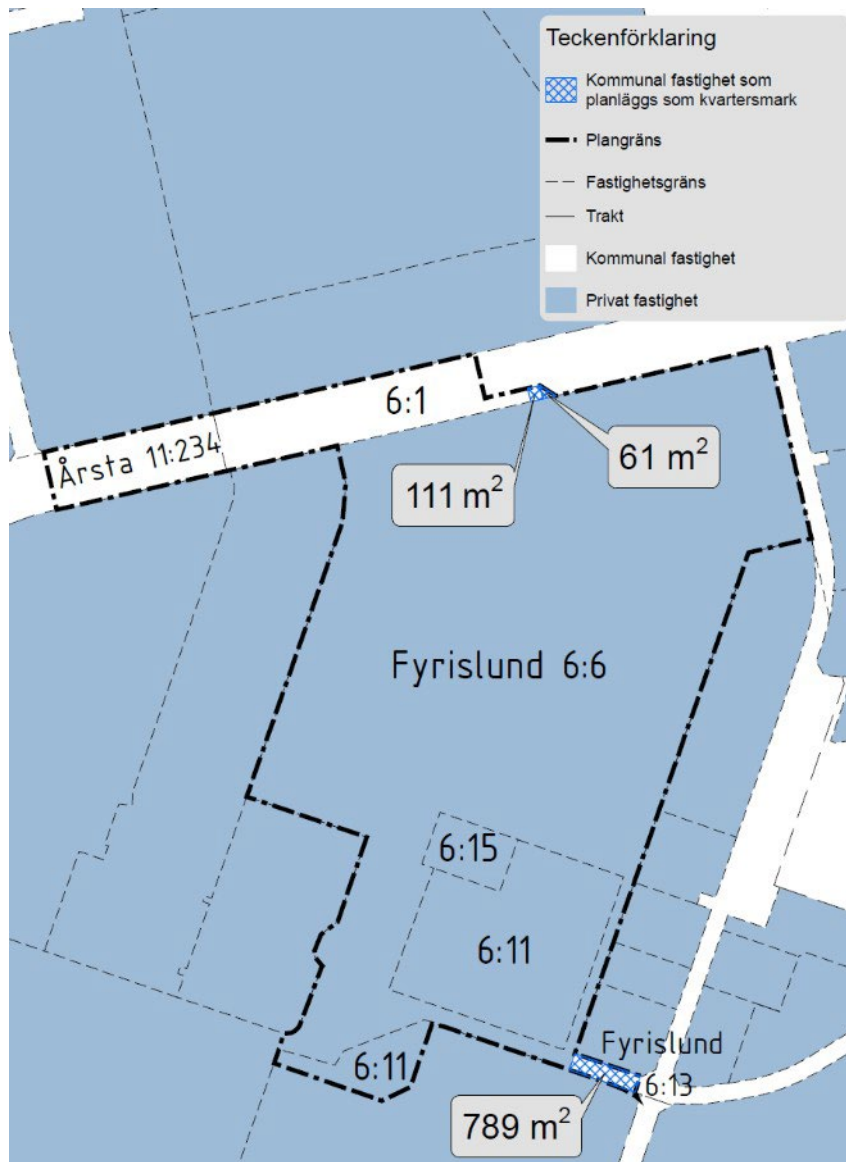 Teckenförklaring
Kommunal fastighet som
planläggs som kvartersmark
Plangräns
Fastighetsgräns
Trakt
Kommunal fastighet
Privat fastighet
6:1
Årsta 11:234
61 m²
111 m²
Fyrislund 6:6
6:15
6:11
Fyrislund
6:11
6:13
789 m²